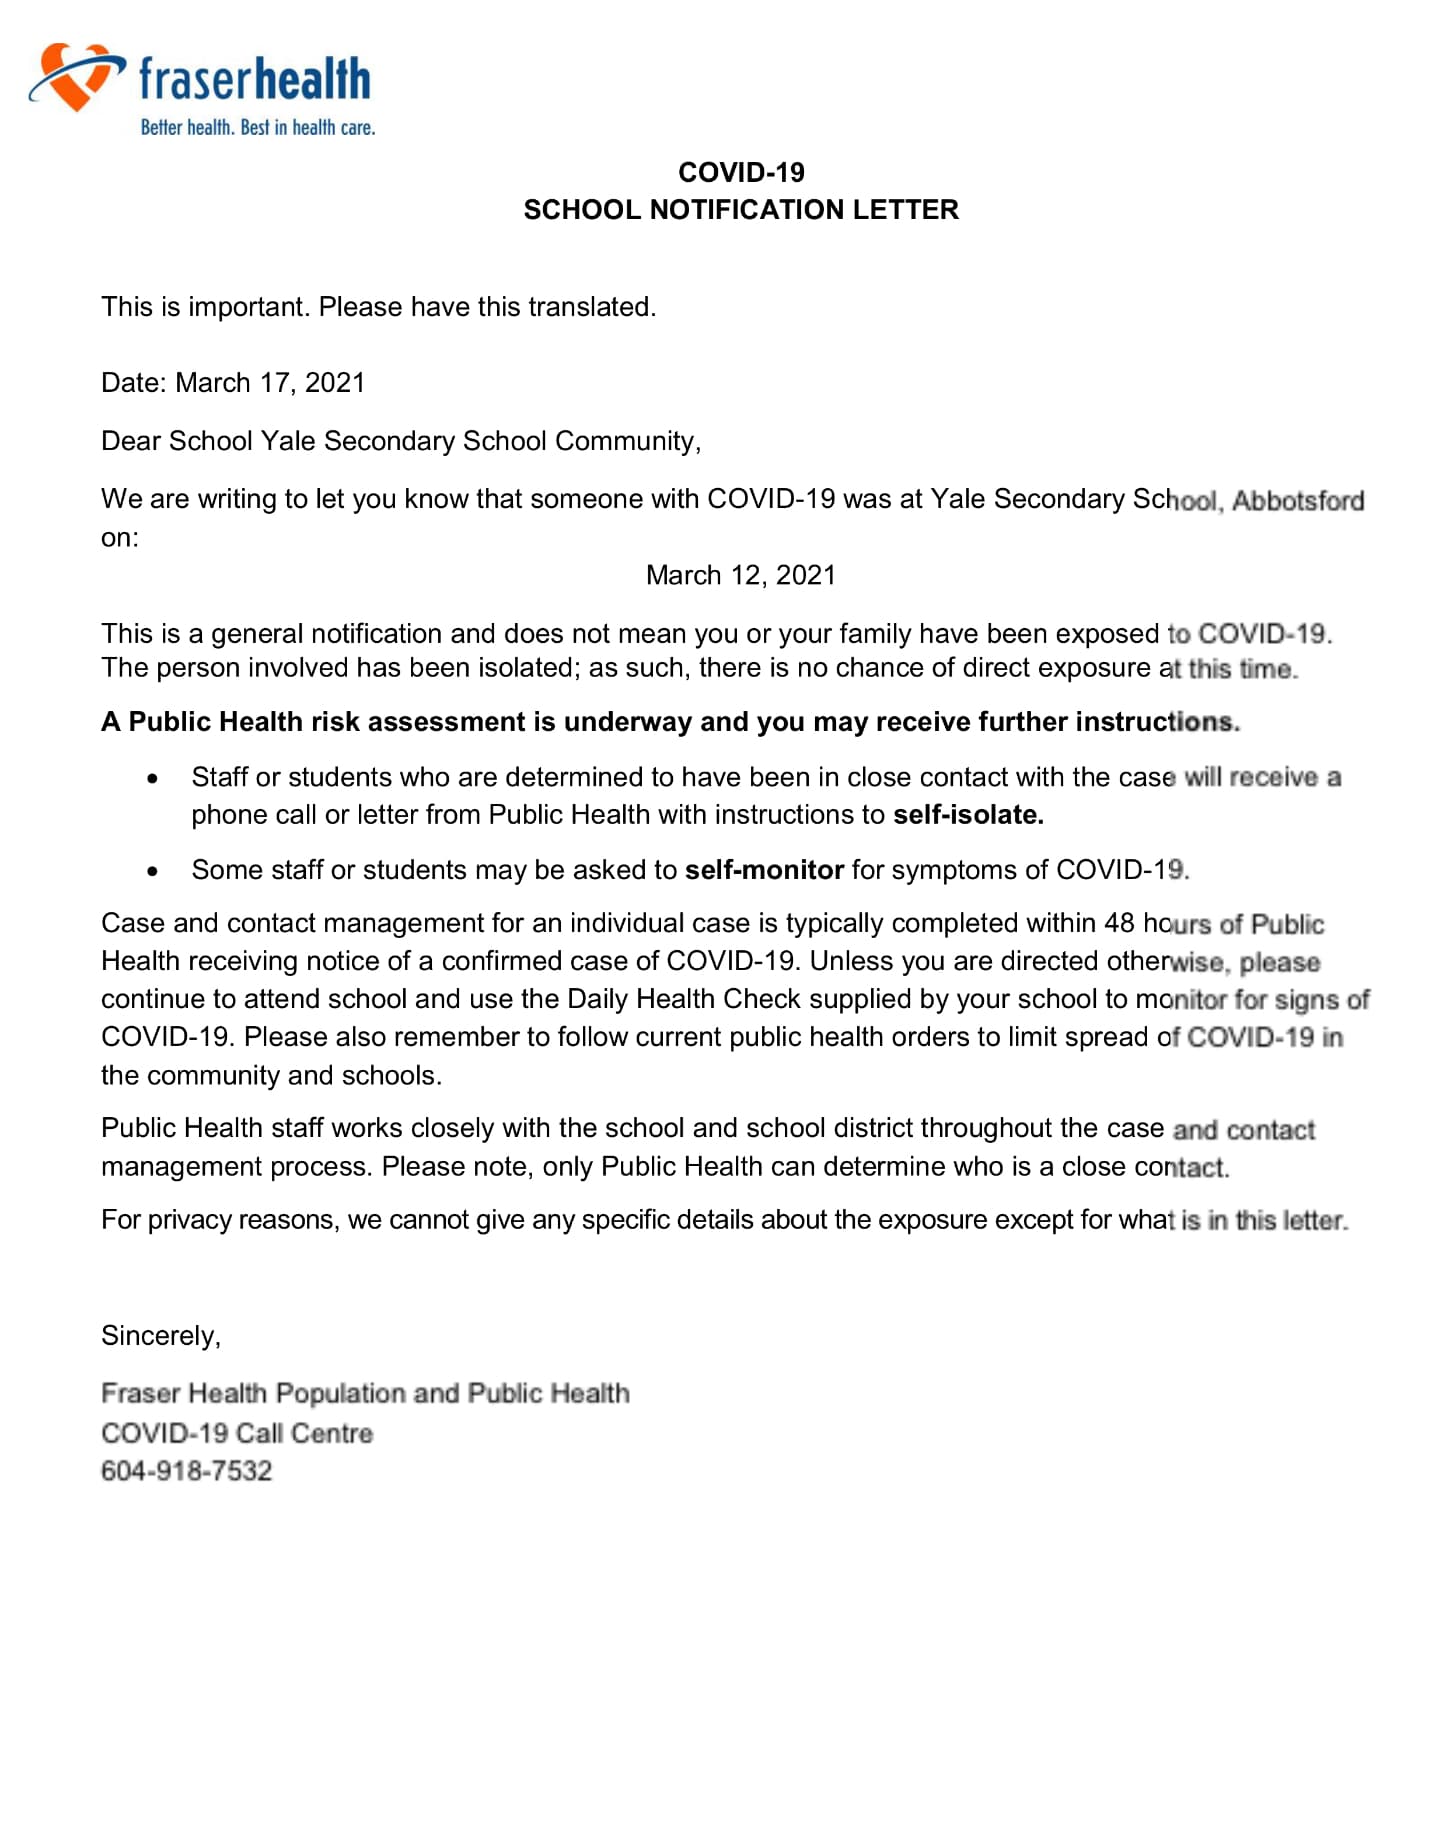 fraserhealth
Better health. Best in health care.
COVID-19
SCHOOL NOTIFICATION LETTER
This is important. Please have this translated.
Date: March 17, 2021
Dear School Yale Secondary School Community,
We are writing to let you know that someone with COVID-19 was at Yale Secondary School, Abbotsford
on:
March 12, 2021
This is a general notification and does not mean you or your family have been exposed to COVID-19.
The person involved has been isolated; as such, there is no chance of direct exposure at this time.
A Public Health risk assessment is underway and you may receive further instructions.
• Staff or students who are determined to have been in close contact with the case will receive a
phone call or letter from Public Health with instructions to self-isolate.
• Some staff or students may be asked to self-monitor for symptoms of COVID-19.
Case and contact management for an individual case is typically completed within 48 hours of Public
Health receiving notice of a confirmed case of COVID-19. Unless you are directed otherwise, please
continue to attend school and use the Daily Health Check supplied by your school to monitor for signs of
COVID-19. Please also remember to follow current public health orders to limit spread of COVID-19 in
the community and schools.
Public Health staff works closely with the school and school district throughout the case and contact
management process. Please note, only Public Health can determine who is a close contact.
For privacy reasons, we cannot give any specific details about the exposure except for what is in this letter.
Sincerely,
Fraser Health Population and Public Health
COVID-19 Call Centre
604-918-7532